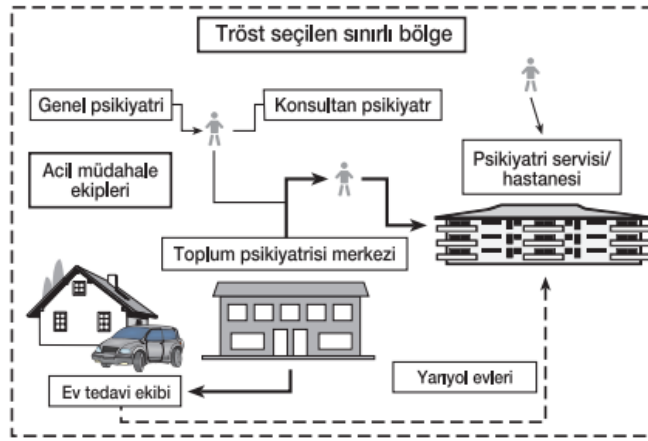 Tröst seçilen sınırlı bölge
Genel psikiyatri
Konsultan psikiyatr
Acil müdahale
ekipleri
Psikiyatri servisi/
hastanesi
Toplum psikiyatrisi merkezi
Ev tedavi ekibi
Yarıyol evleri